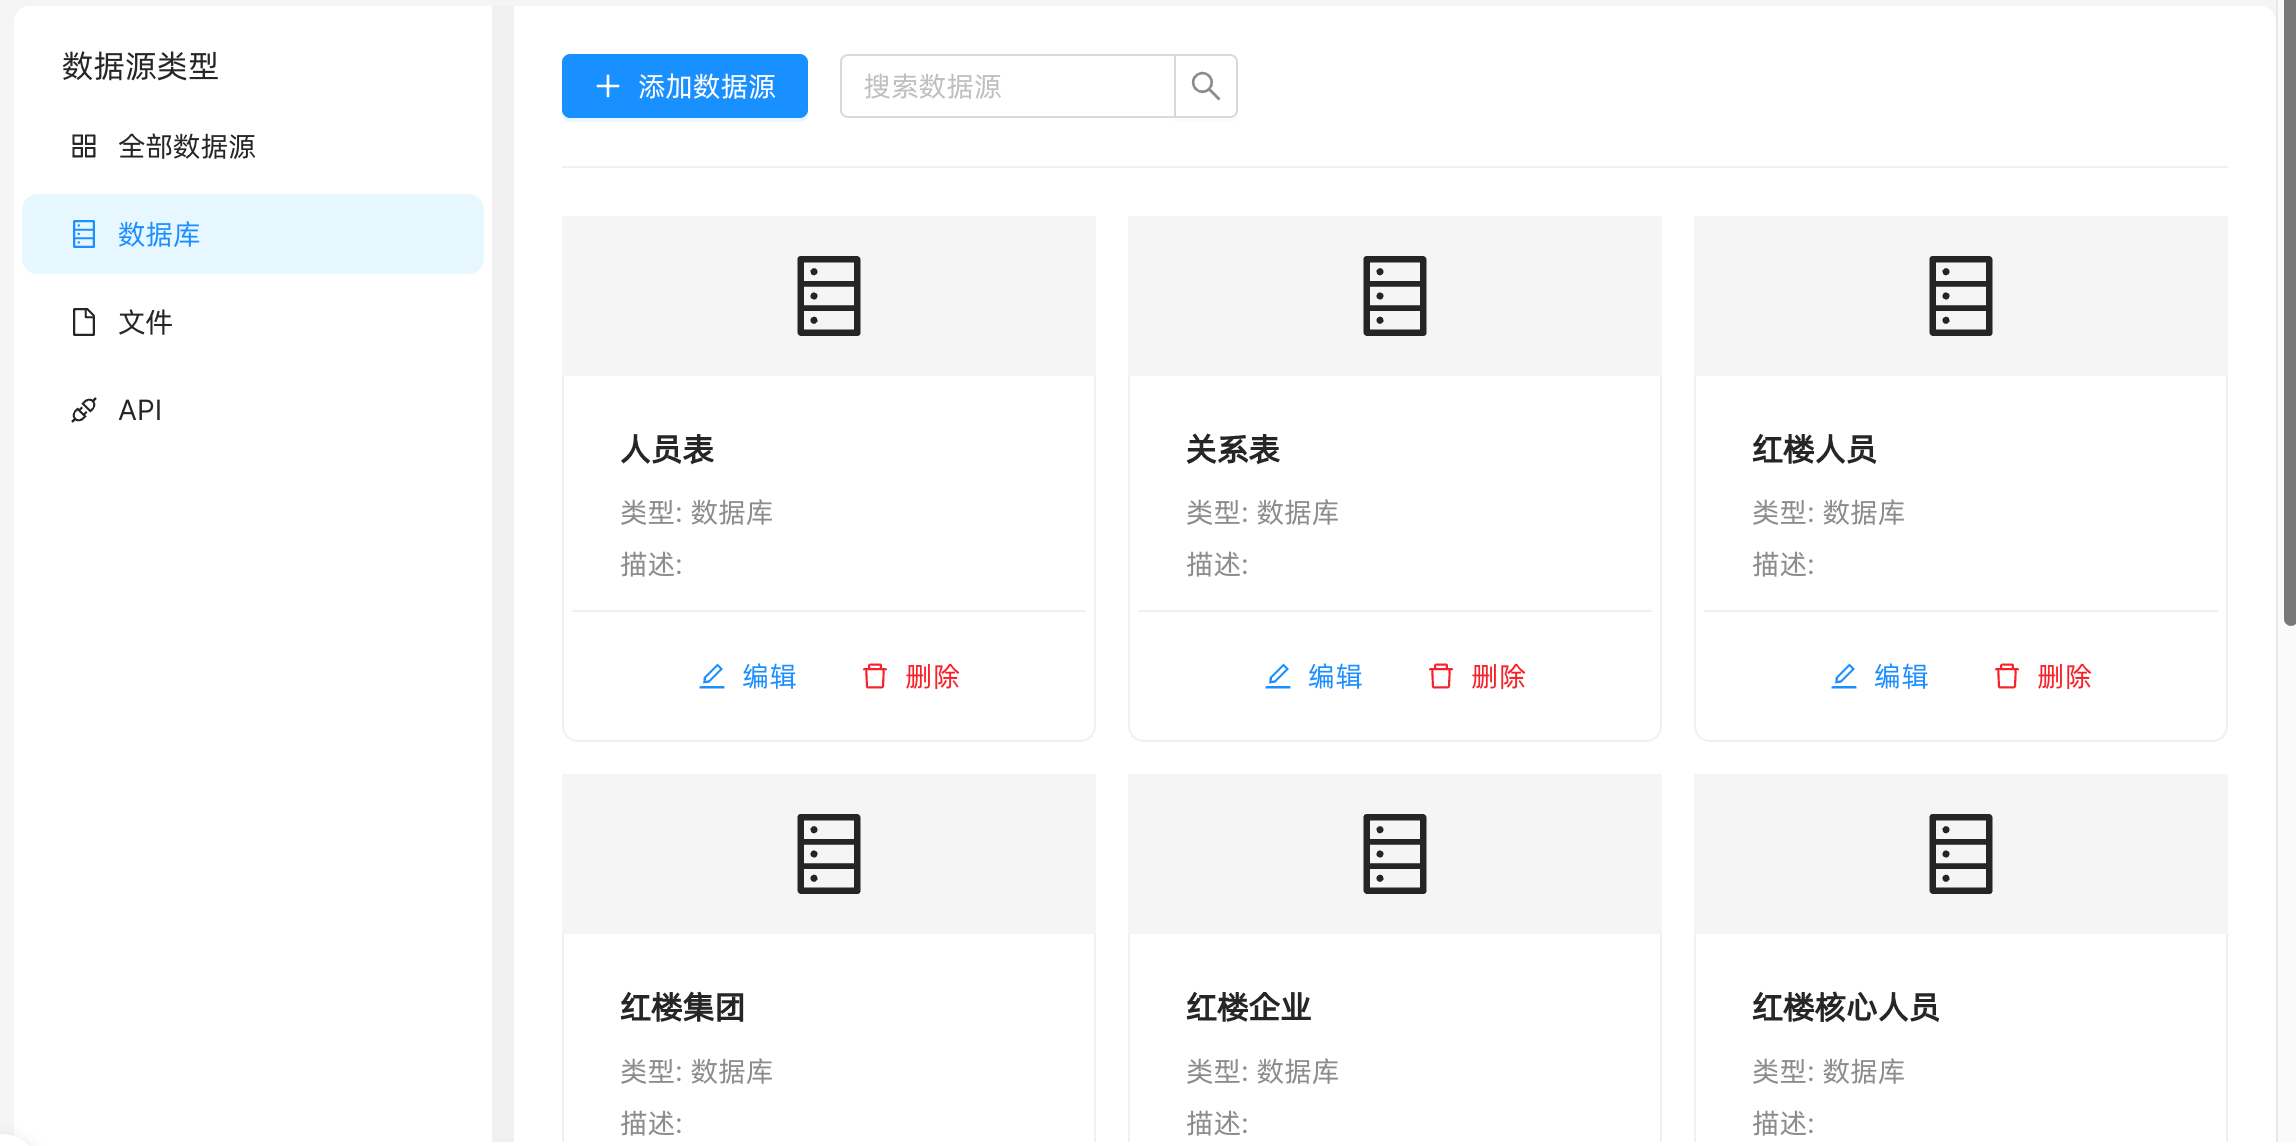 数据源类型
全部数据源
数据库
文件
API
添加数据源
搜索数据源
人员表
类型: 数据库
描述:
编辑
删除
关系表
类型: 数据库
描述:
编辑
删除
红楼人员
类型: 数据库
描述:
编辑
删除
红楼集团
类型: 数据库
描述:
红楼企业
类型: 数据库
描述:
红楼核心人员
类型: 数据库
描述: